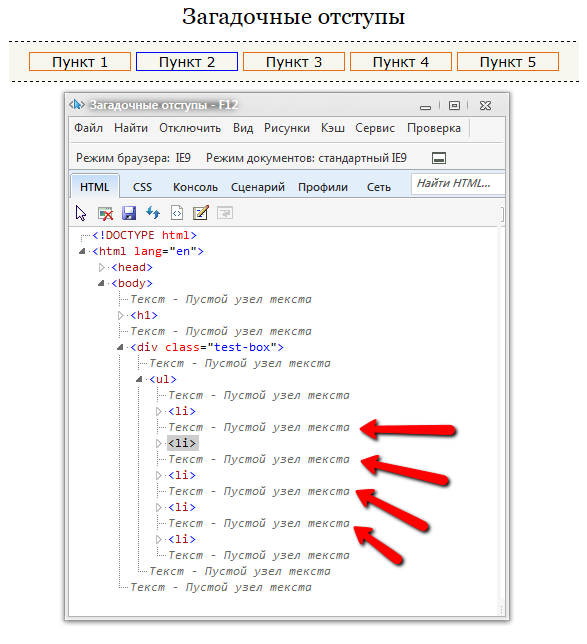 Загадочные отступы
Пункт 1 Пункт 2 Пункт 3 Пункт 4 Пункт 5
Загадочные отступы - F12
Файл Найти Отключить Вид Рисунки Кэш Сервис Проверка
Режим браузера: IE9 Режим документов: стандартный IE9
HTML CSS Консоль Сценарий Профили Сеть Найти HTML...
<!DOCTYPE html>
<html lang="en">
<head>
<body>
Текст - Пустой узел текста
<h1>
Текст - Пустой узел текста
<div class="test-box">
Текст - Пустой узел текста
<ul>
Текст - Пустой узел текста
<li>
Текст - Пустой узел текста
<li>
Текст - Пустой узел текста
<li>
Текст - Пустой узел текста
<li>
Текст - Пустой узел текста
<li>
Текст - Пустой узел текста
Текст - Пустой узел текста
Текст - Пустой узел текста